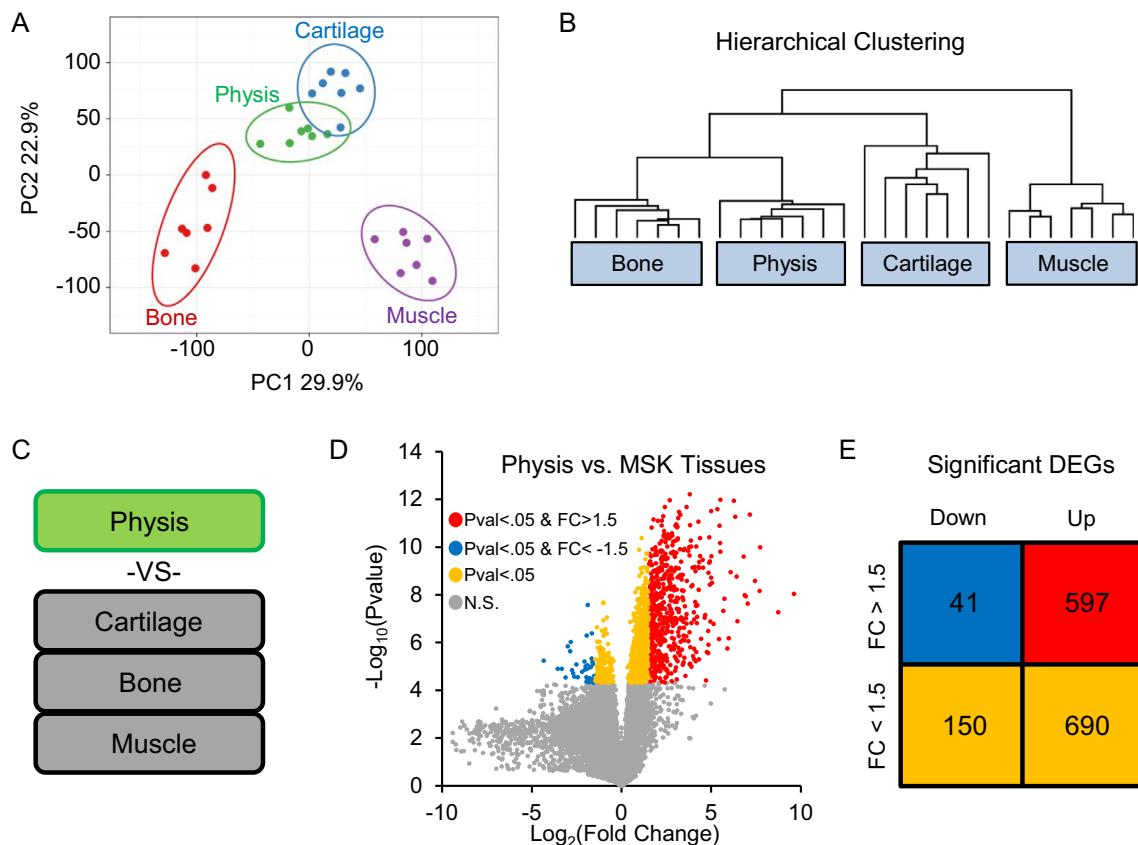 A
Cartilage
Physis
Bone
Muscle
100
50
0
-50
-100
PC2 22.9%
-100
0
100
PC1 29.9%
B
Hierarchical Clustering
Bone
Physis
Cartilage
Muscle
C
Physis
-VS-
Cartilage
Bone
Muscle
D
Physis vs. MSK Tissues
Pval<.05 & FC>1.5
Pval<.05 & FC< -1.5
Pval<.05
N.S.
14
12
10
8
6
4
2
0
-Log10(Pvalue)
-10
-5
0
5
10
Log2(Fold Change)
E
Significant DEGs
Down
Up
FC > 1.5
41
597
FC < 1.5
150
690